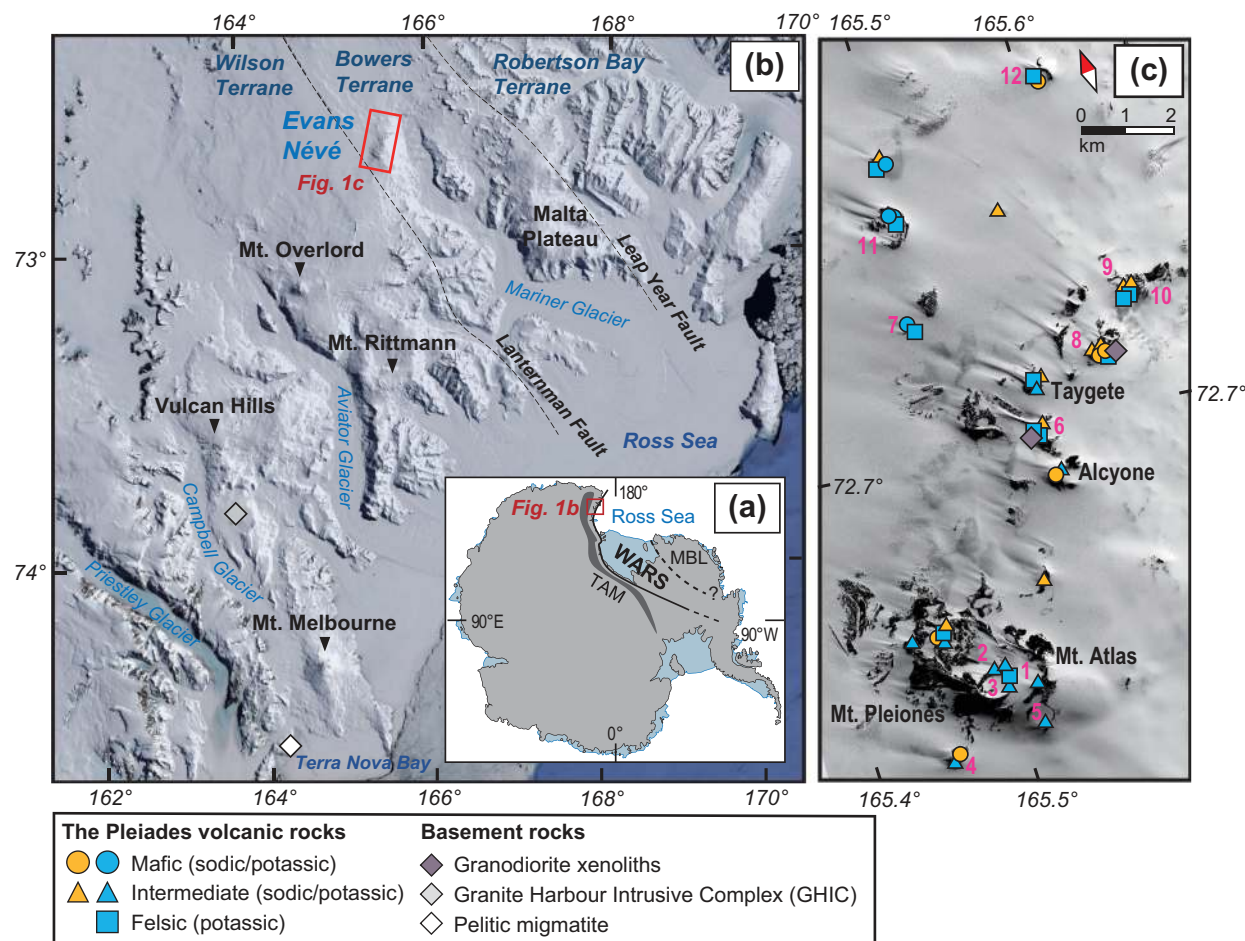 164°
166°
168°
170°
165.5°
165.6°
Wilson
Terrane
Bowers
Terrane
Robertson Bay
Terrane
(b)
Evans
Névé
Fig. 1c
Malta
Plateau
Mt. Overlord
73°
Leap Year Fault
Mariner Glacier
Mt. Rittmann
Lanternman Fault
Vulcan Hills
Aviator Glacier
Ross Sea
Campbell Glacier
74°
Priestley Glacier
Mt. Melbourne
Terra Nova Bay
180°
(a)
Fig. 1b
Ross Sea
WARS
MBL
?
TAM
90°E
90°W
0°
162°
164°
166°
168°
170°
(c)
12
0 1 2
km
11
9
10
7
8
72.7°
Taygete
6
Alcyone
72.7°
Mt. Atlas
2
1
3
Mt. Pleiones
5
4
165.4°
165.5°
The Pleiades volcanic rocks
Mafic (sodic/potassic)
Intermediate (sodic/potassic)
Felsic (potassic)
Basement rocks
Granodiorite xenoliths
Granite Harbour Intrusive Complex (GHIC)
Pelitic migmatite